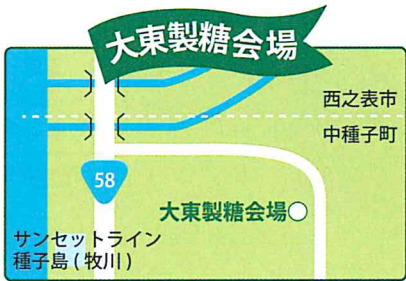 大東製糖会場
西之表市
中種子町
58
大東製糖会場
サンセットライン
種子島(牧川)